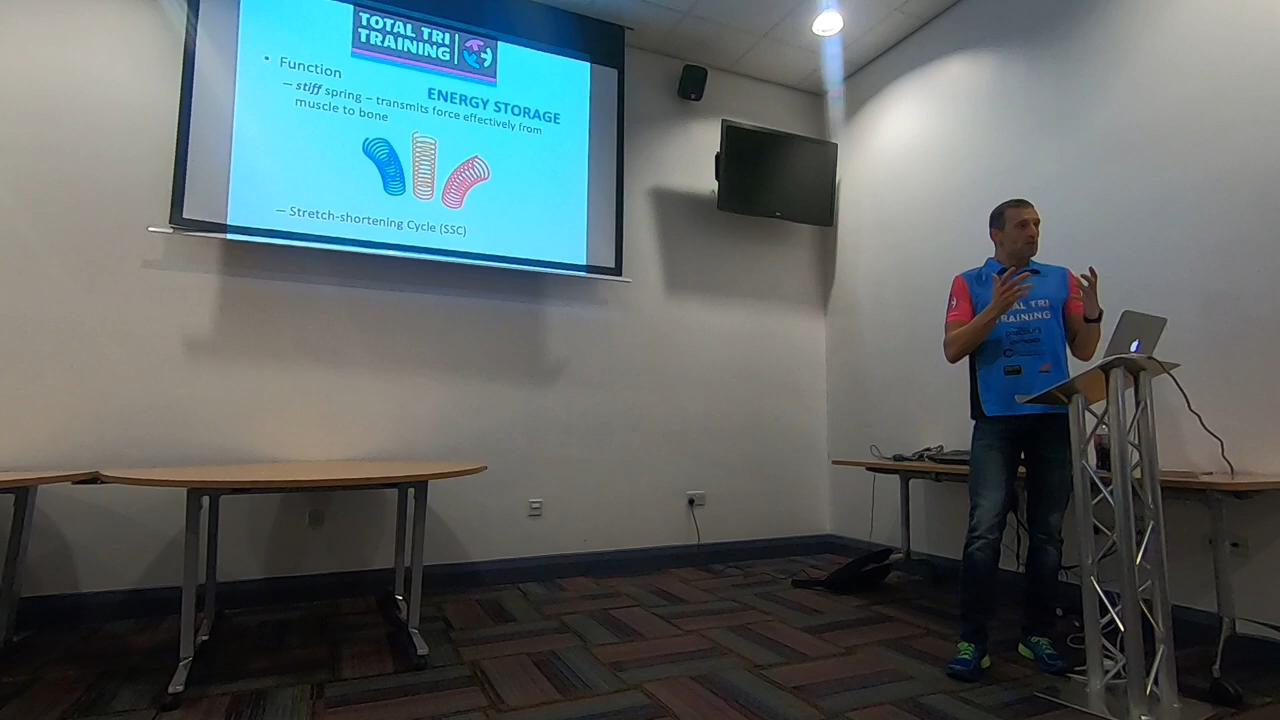 TOTAL TRI
TRAINING
• Function
ENERGY STORAGE
– stiff spring – transmits force effectively from
muscle to bone
– Stretch-shortening Cycle (SSC)
TOTAL TRI
TRAINING